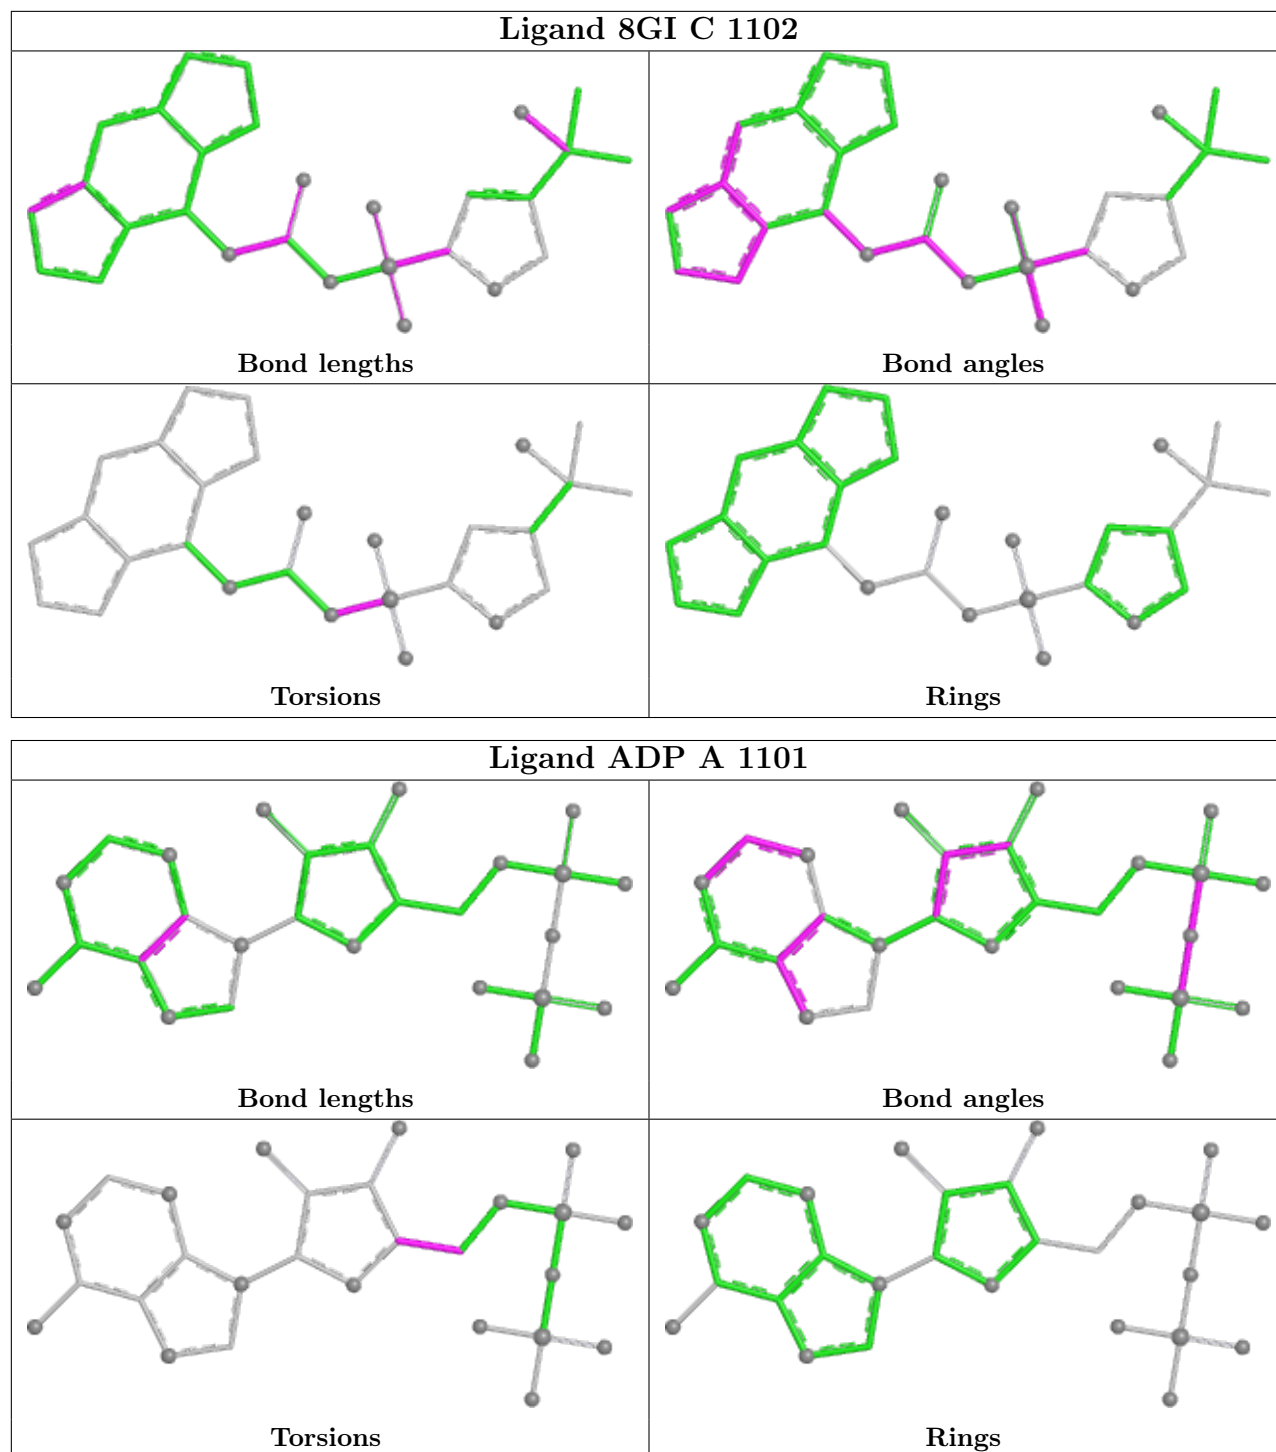 Ligand 8GI C 1102
Bond lengths
Bond angles
Torsions
Rings
Ligand ADP A 1101
Bond lengths
Bond angles
Torsions
Rings